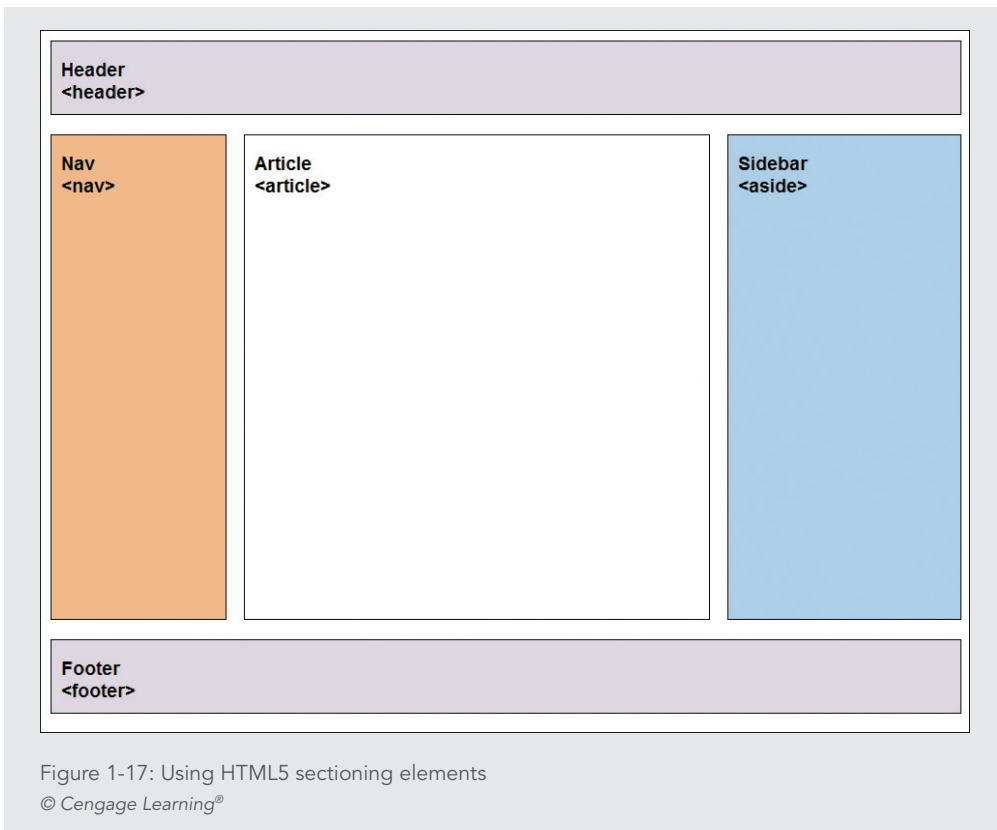 Header
<header>
Nav
<nav>
Article
<article>
Sidebar
<aside>
Footer
<footer>
Figure 1-17: Using HTML5 sectioning elements
© Cengage Learning®